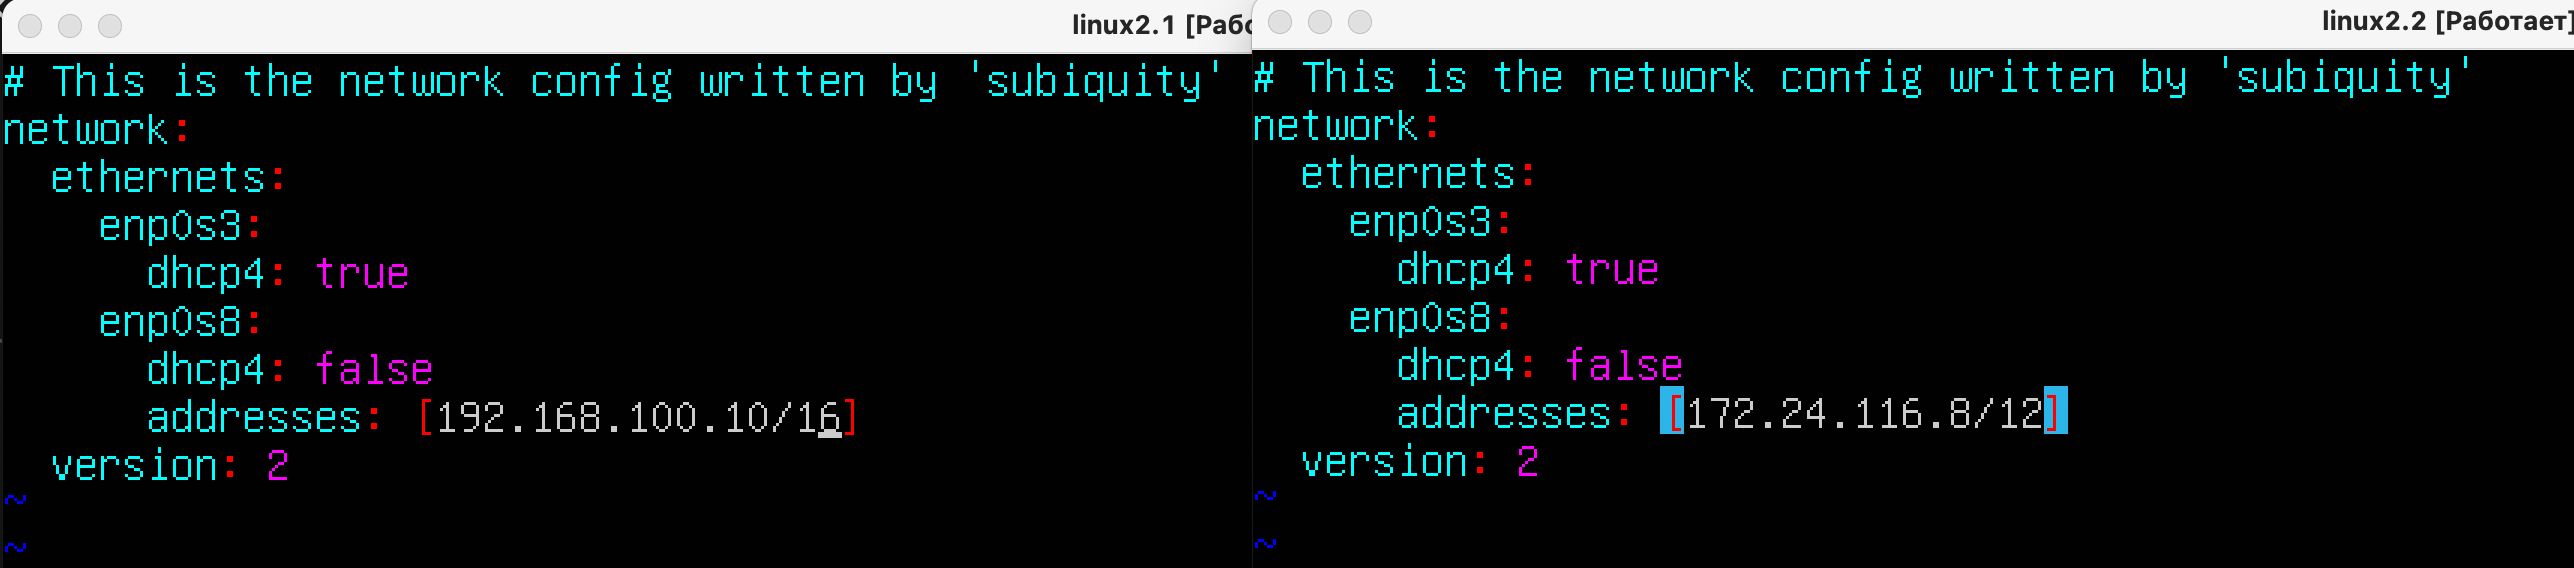 linux2.1 [Рабо
# This is the network config written by 'subiquity'
network:
  ethernets:
    enp0s3:
      dhcp4: true
    enp0s8:
      dhcp4: false
      addresses: [192.168.100.10/16]
  version: 2
~
~
linux2.2 [Работает]
# This is the network config written by 'subiquity'
network:
  ethernets:
    enp0s3:
      dhcp4: true
    enp0s8:
      dhcp4: false
      addresses: [172.24.116.8/12]
  version: 2
~
~